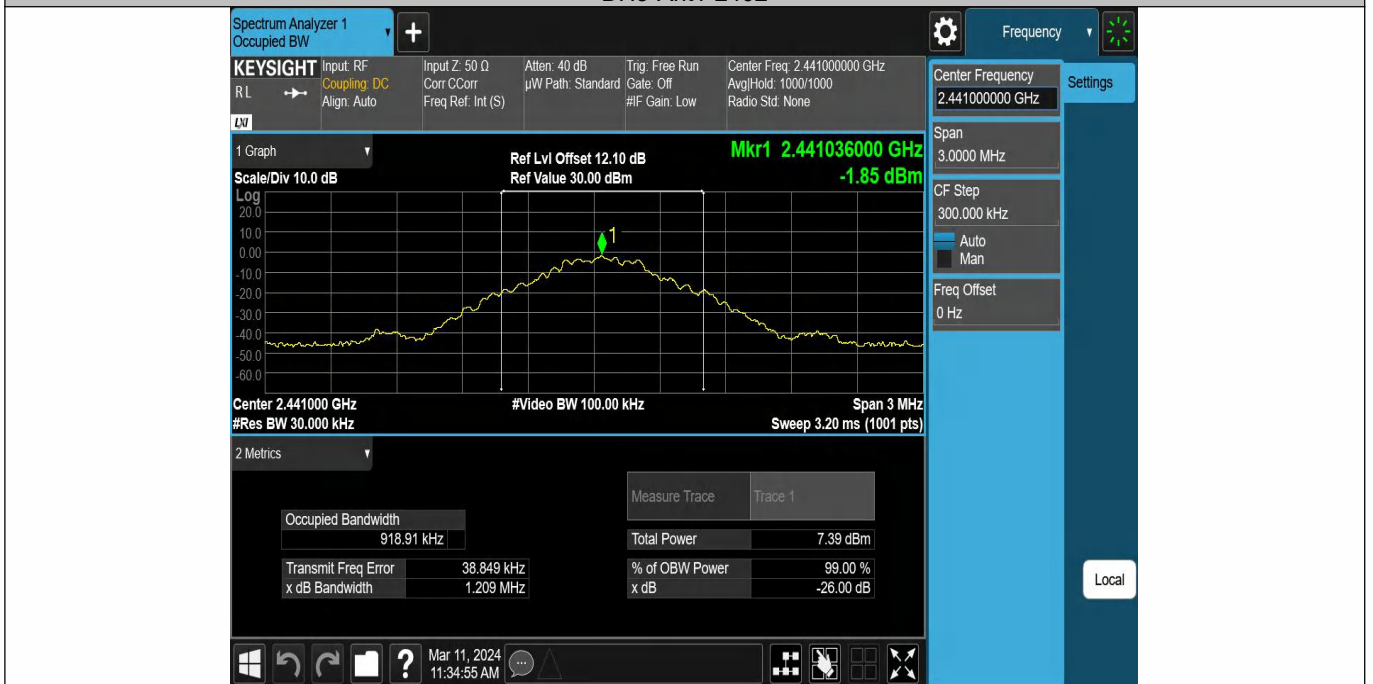 Spectrum Analyzer 1
Occupied BW
Frequency
KEYSIGHT
RL
LXI
Input: RF
Coupling: DC
Align: Auto
Input Z: 50 Ω
Corr CCorr
Freq Ref: Int (S)
Atten: 40 dB
µW Path: Standard
Trig: Free Run
Gate: Off
#IF Gain: Low
Center Freq: 2.441000000 GHz
Avg|Hold: 1000/1000
Radio Std: None
Center Frequency
2.441000000 GHz
Settings
Span
3.0000 MHz
CF Step
300.000 kHz
Auto
Man
Freq Offset
0 Hz
Local
1 Graph
Scale/Div 10.0 dB
Ref Lvl Offset 12.10 dB
Ref Value 30.00 dBm
Mkr1 2.441036000 GHz
-1.85 dBm
Log
20.0
10.0
0.00
-10.0
-20.0
-30.0
-40.0
-50.0
-60.0
1
Center 2.441000 GHz
#Video BW 100.00 kHz
Span 3 MHz
#Res BW 30.000 kHz
Sweep 3.20 ms (1001 pts)
2 Metrics
Measure Trace Trace 1
Occupied Bandwidth
918.91 kHz
Total Power 7.39 dBm
Transmit Freq Error 38.849 kHz
% of OBW Power 99.00 %
x dB Bandwidth 1.209 MHz
x dB -26.00 dB
Mar 11, 2024
11:34:55 AM